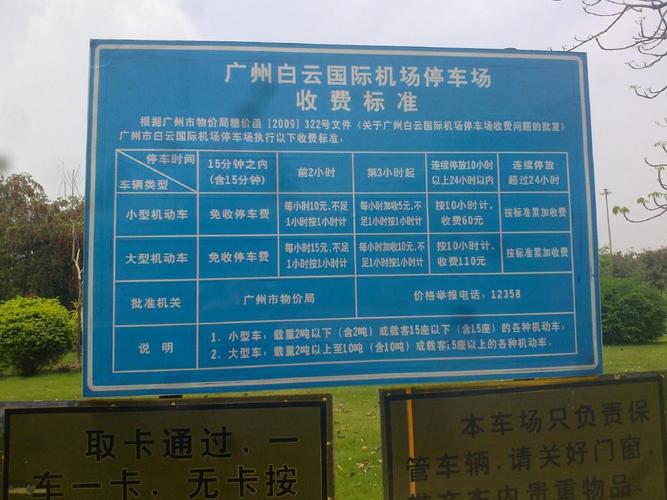 广州白云国际机场停车场
收费标准
根据广州市物价局穗价函[2009]322号文件(关于广州白云国际机场停车场收费问题的批复)
广州市白云国际机场停车场执行以下收费标准:
停车时间
车辆类型
15分钟之内
(含15分钟)
前2小时
第3小时起
连续停放10小时
以上24小时以内
连续停放
超过24小时
小型机动车
免收停车费
每小时10元,不足
1小时按1小时计
每小时加收5元,不
足1小时按1小时计
按10小时计,
收费60元
按标准累加收费
大型机动车
免收停车费
每小时15元,不足
1小时按1小时计
每小时加收10元,不
足1小时按1小时计
按10小时计,
收费110元
按标准累加收费
批准机关
广州市物价局
价格举报电话:12358
说明
1.小型车:载重2吨以下(含2吨)或载客15座以下(含15座)的各种机动车;
2.大型车:载重2吨以上至10吨(含10吨)或载客15座以上的各种机动车.
取卡通过,一
车一卡、无卡按
本车场只负责保
管车辆,请关好门窗
车内贵重物品